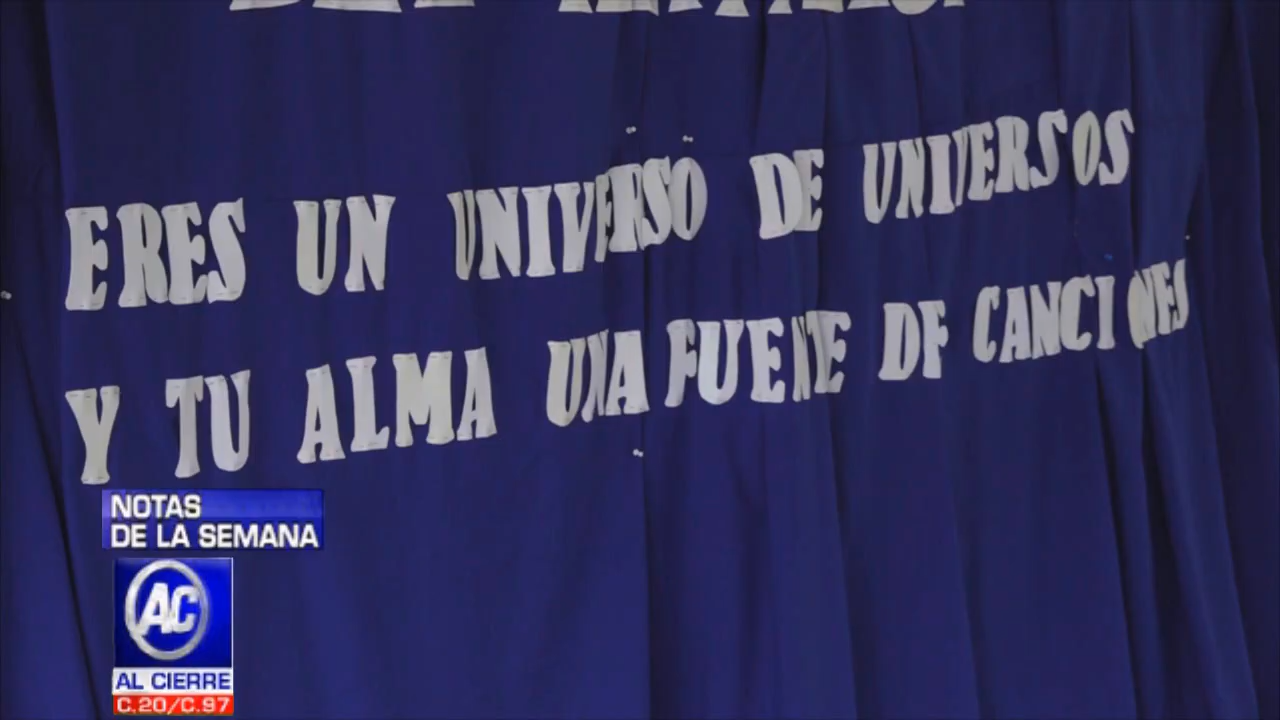 ERES UN UNIVERSO DE UNIVERSOS
Y TU ALMA UNA FUENTE DE CANCIONES
NOTAS
DE LA SEMANA
AC
AL CIERRE
C.20/C.97